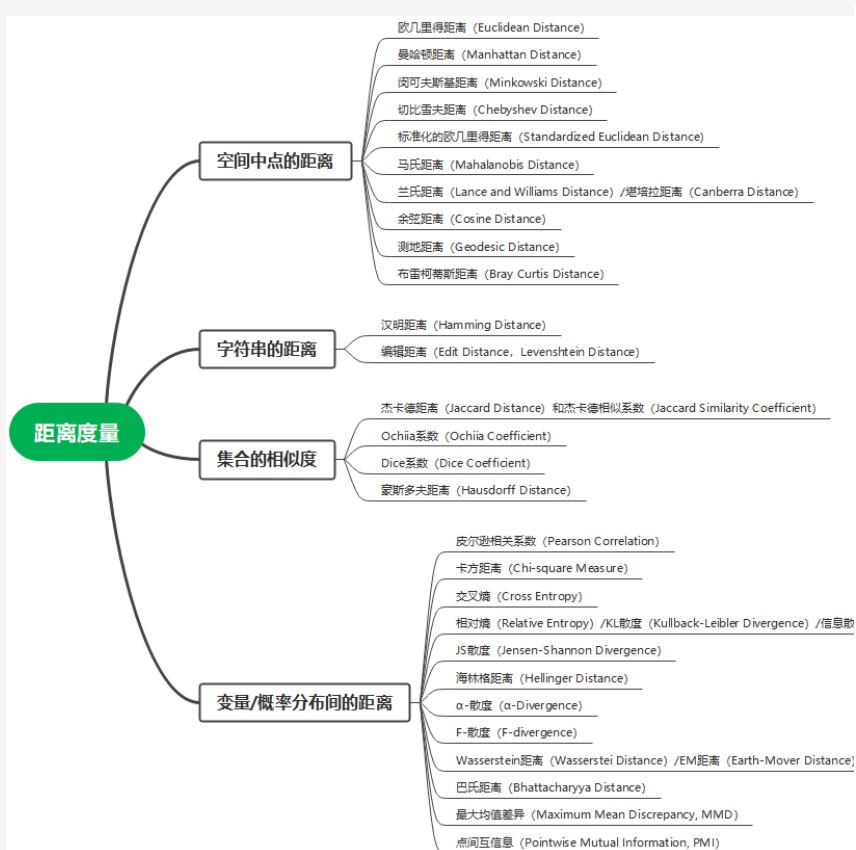 距离度量
空间中点的距离
欧几里得距离（Euclidean Distance）
曼哈顿距离（Manhattan Distance）
闵可夫斯基距离（Minkowski Distance）
切比雪夫距离（Chebyshev Distance）
标准化的欧几里得距离（Standardized Euclidean Distance）
马氏距离（Mahalanobis Distance）
兰氏距离（Lance and Williams Distance）/堪培拉距离（Canberra Distance）
余弦距离（Cosine Distance）
测地距离（Geodesic Distance）
布雷柯蒂斯距离（Bray Curtis Distance）
字符串的距离
汉明距离（Hamming Distance）
编辑距离（Edit Distance，Levenshtein Distance）
集合的相似度
杰卡德距离（Jaccard Distance）和杰卡德相似系数（Jaccard Similarity Coefficient）
Ochiia系数（Ochiia Coefficient）
Dice系数（Dice Coefficient）
豪斯多夫距离（Hausdorff Distance）
变量/概率分布间的距离
皮尔逊相关系数（Pearson Correlation）
卡方距离（Chi-square Measure）
交叉熵（Cross Entropy）
相对熵（Relative Entropy）/KL散度（Kullback-Leibler Divergence）/信息散
JS散度（Jensen-Shannon Divergence）
海林格距离（Hellinger Distance）
α-散度（α-Divergence）
F-散度（F-divergence）
Wasserstein距离（Wasserstei Distance）/EM距离（Earth-Mover Distance）
巴氏距离（Bhattacharyya Distance）
最大均值差异（Maximum Mean Discrepancy, MMD）
点间互信息（Pointwise Mutual Information, PMI）